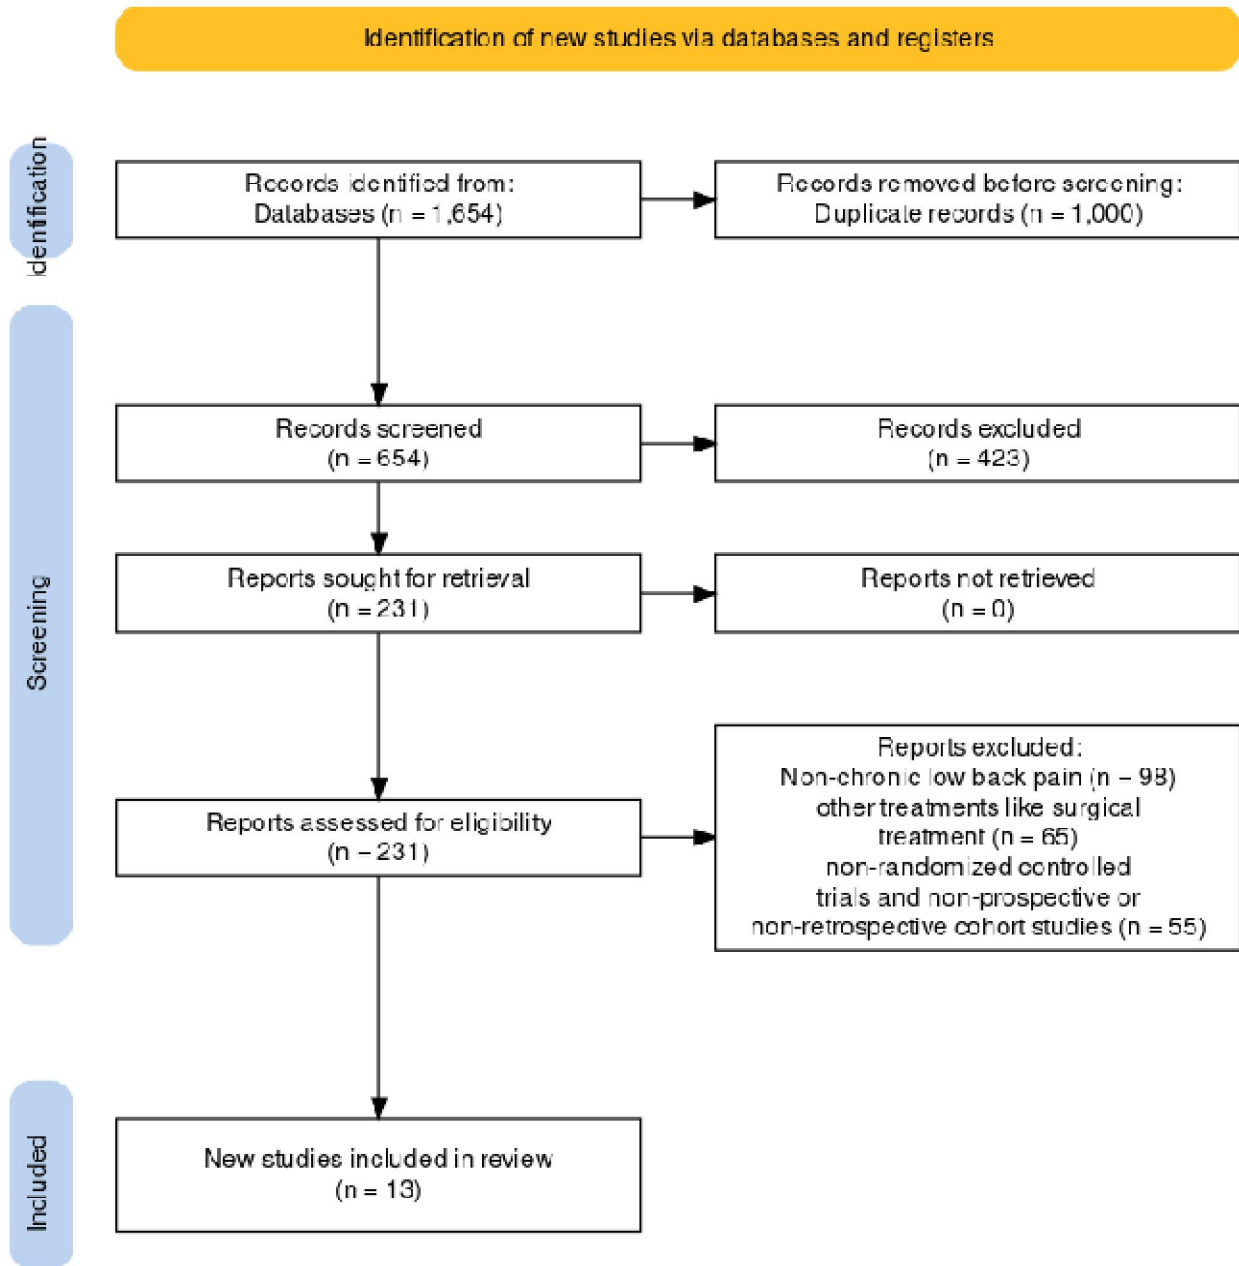 Identification of new studies via databases and registers
Identification
Records identified from:
Databases (n = 1,654)
Records removed before screening:
Duplicate records (n = 1,000)
Screening
Records screened
(n = 654)
Records excluded
(n = 423)
Reports sought for retrieval
(n = 231)
Reports not retrieved
(n = 0)
Reports assessed for eligibility
(n = 231)
Reports excluded:
Non-chronic low back pain (n = 98)
other treatments like surgical
treatment (n = 65)
non-randomized controlled
trials and non-prospective or
non-retrospective cohort studies (n = 55)
Included
New studies included in review
(n = 13)